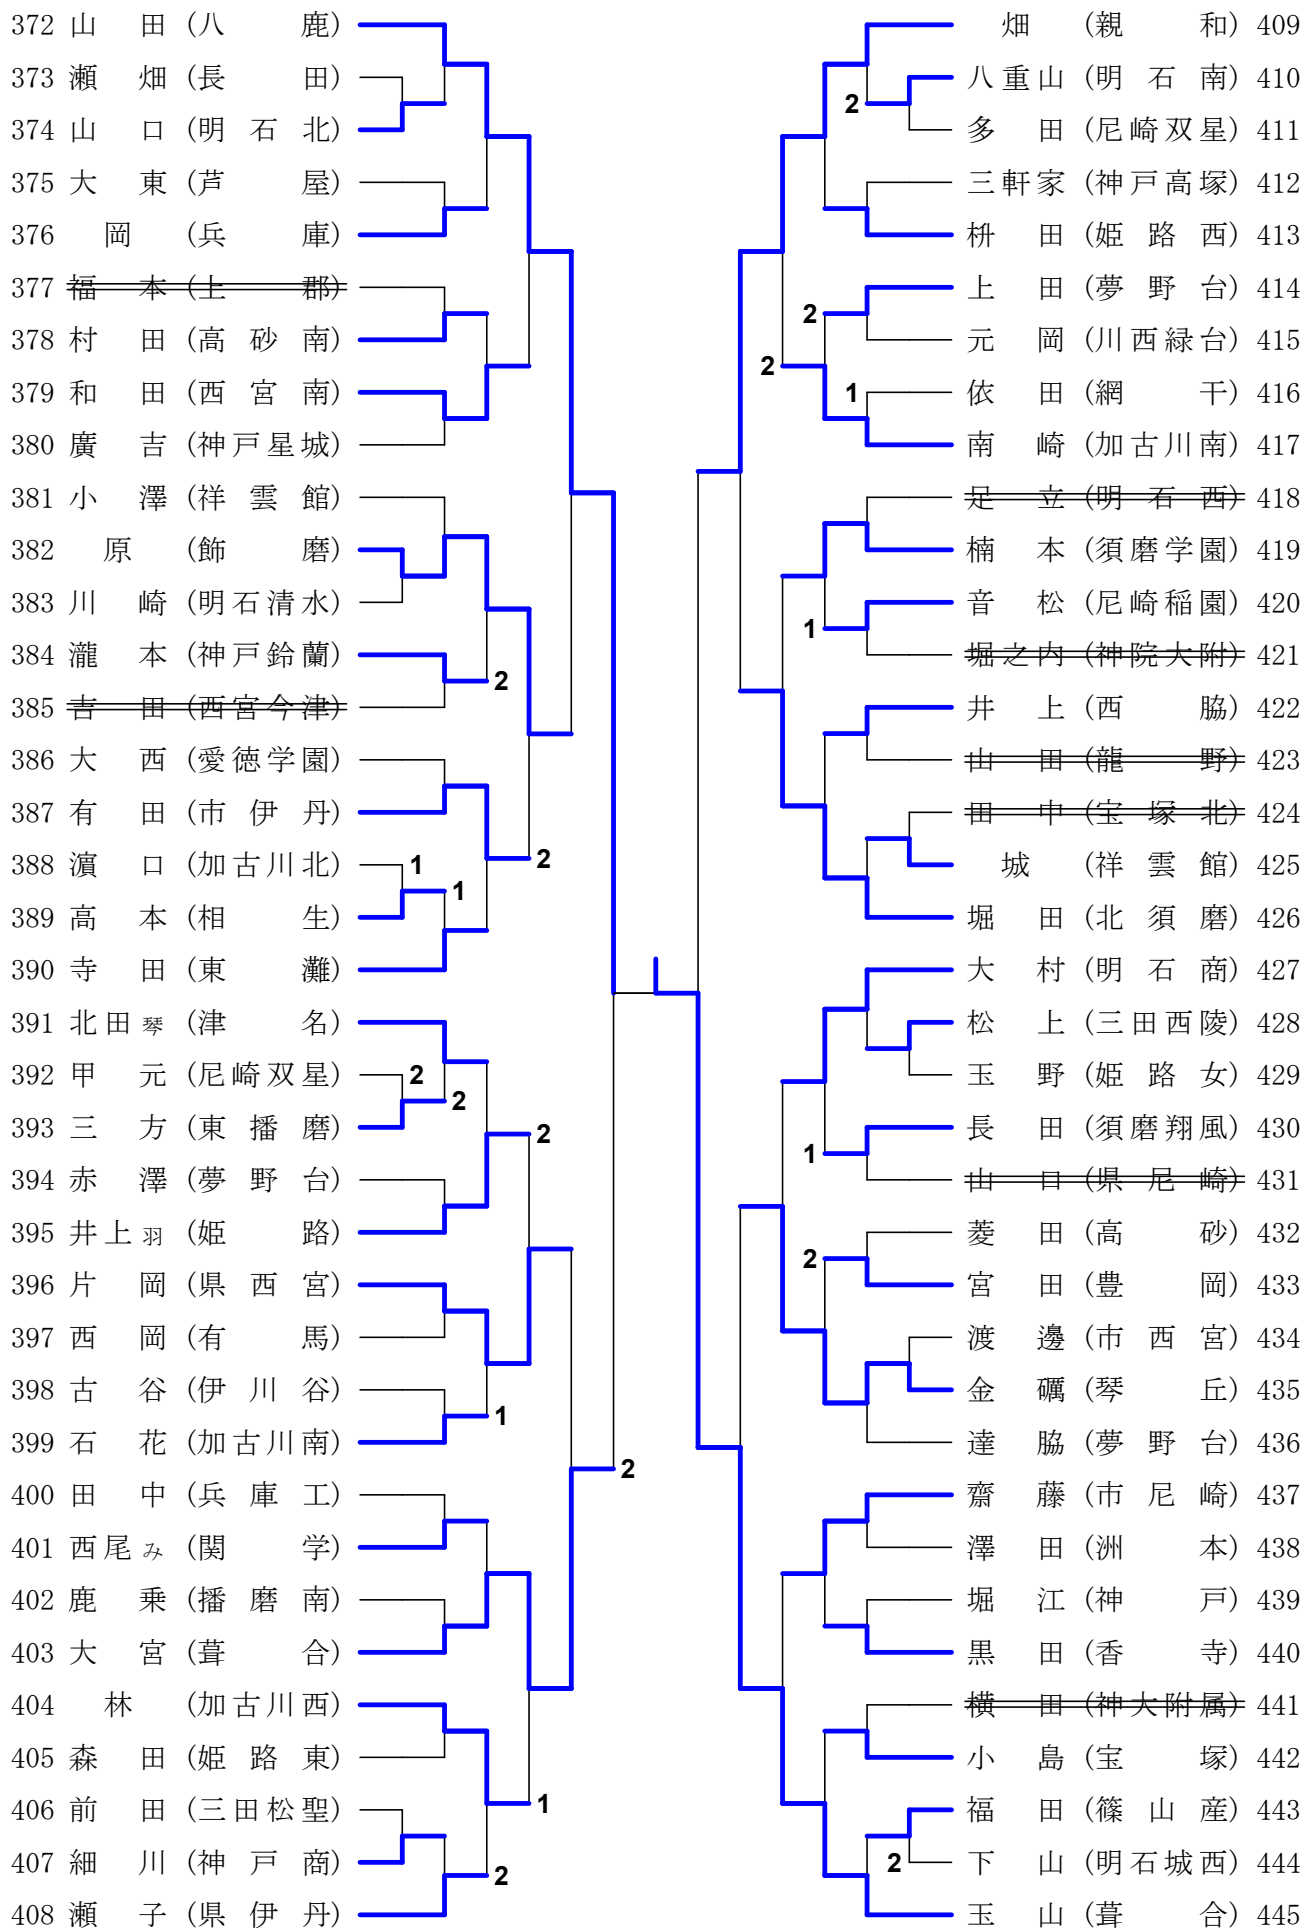 372 山田 (八鹿)
373 瀬畑 (長田)
374 山口 (明石北)
375 大東 (芦屋)
376 岡 (兵庫)
377 福本 (上郡)
378 村田 (高砂南)
379 和田 (西宮南)
380 廣吉 (神戸星城)
381 小澤 (祥雲館)
382 原 (飾磨)
383 川崎 (明石清水)
384 瀧本 (神戸鈴蘭)
2
385 吉田 (西宮今津)
386 大西 (愛徳学園)
387 有田 (市伊丹)
2
388 濵口 (加古川北)
1
1
389 高本 (相生)
390 寺田 (東灘)
391 北田琴 (津名)
392 甲元 (尾崎双星)
2
2
393 三方 (東播磨)
2
394 赤澤 (夢野台)
395 井上羽 (姫路)
396 片岡 (県西宮)
397 西岡 (有馬)
398 古谷 (伊川谷)
1
399 石花 (加古川南)
2
400 田中 (兵庫工)
401 西尾み (関学)
402 鹿乗 (播磨南)
403 大宮 (葺合)
404 林 (加古川西)
405 森田 (姫路東)
406 前田 (三田松聖)
1
407 細川 (神戸商)
2
408 瀬子 (県伊丹)
畑 (親和) 409
八重山 (明石南) 410
2
多田 (尼崎双星) 411
三軒家 (神戸高塚) 412
枡田 (姫路西) 413
上田 (夢野台) 414
2
元岡 (川西緑台) 415
2
依田 (網干) 416
1
南崎 (加古川南) 417
足立 (明石西) 418
楠本 (須磨学園) 419
音松 (尼崎稲園) 420
1
堀之内 (神院大附) 421
井上 (西脇) 422
山田 (龍野) 423
田中 (宝塚北) 424
城 (祥雲館) 425
堀田 (北須磨) 426
大村 (明石商) 427
松上 (三田西陵) 428
玉野 (姫路女) 429
長田 (須磨翔風) 430
1
山口 (県尼崎) 431
菱田 (高砂) 432
2
宮田 (豊岡) 433
渡邊 (市西宮) 434
金礪 (琴丘) 435
達脇 (夢野台) 436
齋藤 (市尼崎) 437
澤田 (洲本) 438
堀江 (神戸) 439
黒田 (香寺) 440
横田 (神大附属) 441
小島 (宝塚) 442
福田 (篠山産) 443
2
下山 (明石城西) 444
玉山 (葺合) 445